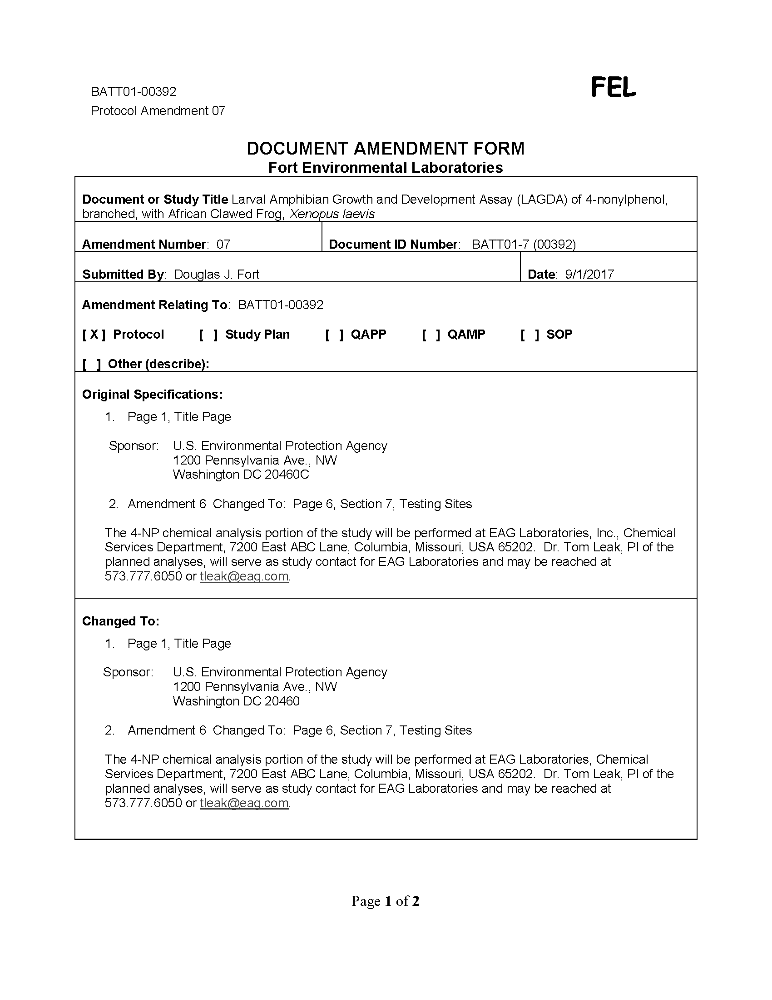 BATT01-00392
FEL
Protocol Amendment 07
DOCUMENT AMENDMENT FORM
Fort Environmental Laboratories
Document or Study Title Larval Amphibian Growth and Development Assay (LAGDA) of 4-nonylphenol,
branched, with African Clawed Frog, Xenopus laevis
Amendment Number: 07 Document ID Number: BATT01-7 (00392)
Submitted By: Douglas J. Fort Date: 9/1/2017
Amendment Relating To: BATT01-00392
[ X ] Protocol [ ] Study Plan [ ] QAPP [ ] QAMP [ ] SOP
[ ] Other (describe):
Original Specifications:
1. Page 1, Title Page
Sponsor: U.S. Environmental Protection Agency
1200 Pennsylvania Ave., NW
Washington DC 20460C
2. Amendment 6 Changed To: Page 6, Section 7, Testing Sites
The 4-NP chemical analysis portion of the study will be performed at EAG Laboratories, Inc., Chemical
Services Department, 7200 East ABC Lane, Columbia, Missouri, USA 65202. Dr. Tom Leak, PI of the
planned analyses, will serve as study contact for EAG Laboratories and may be reached at
573.777.6050 or tleak@eag.com.
Changed To:
1. Page 1, Title Page
Sponsor: U.S. Environmental Protection Agency
1200 Pennsylvania Ave., NW
Washington DC 20460
2. Amendment 6 Changed To: Page 6, Section 7, Testing Sites
The 4-NP chemical analysis portion of the study will be performed at EAG Laboratories, Chemical
Services Department, 7200 East ABC Lane, Columbia, Missouri, USA 65202. Dr. Tom Leak, PI of the
planned analyses, will serve as study contact for EAG Laboratories and may be reached at
573.777.6050 or tleak@eag.com.
Page 1 of 2